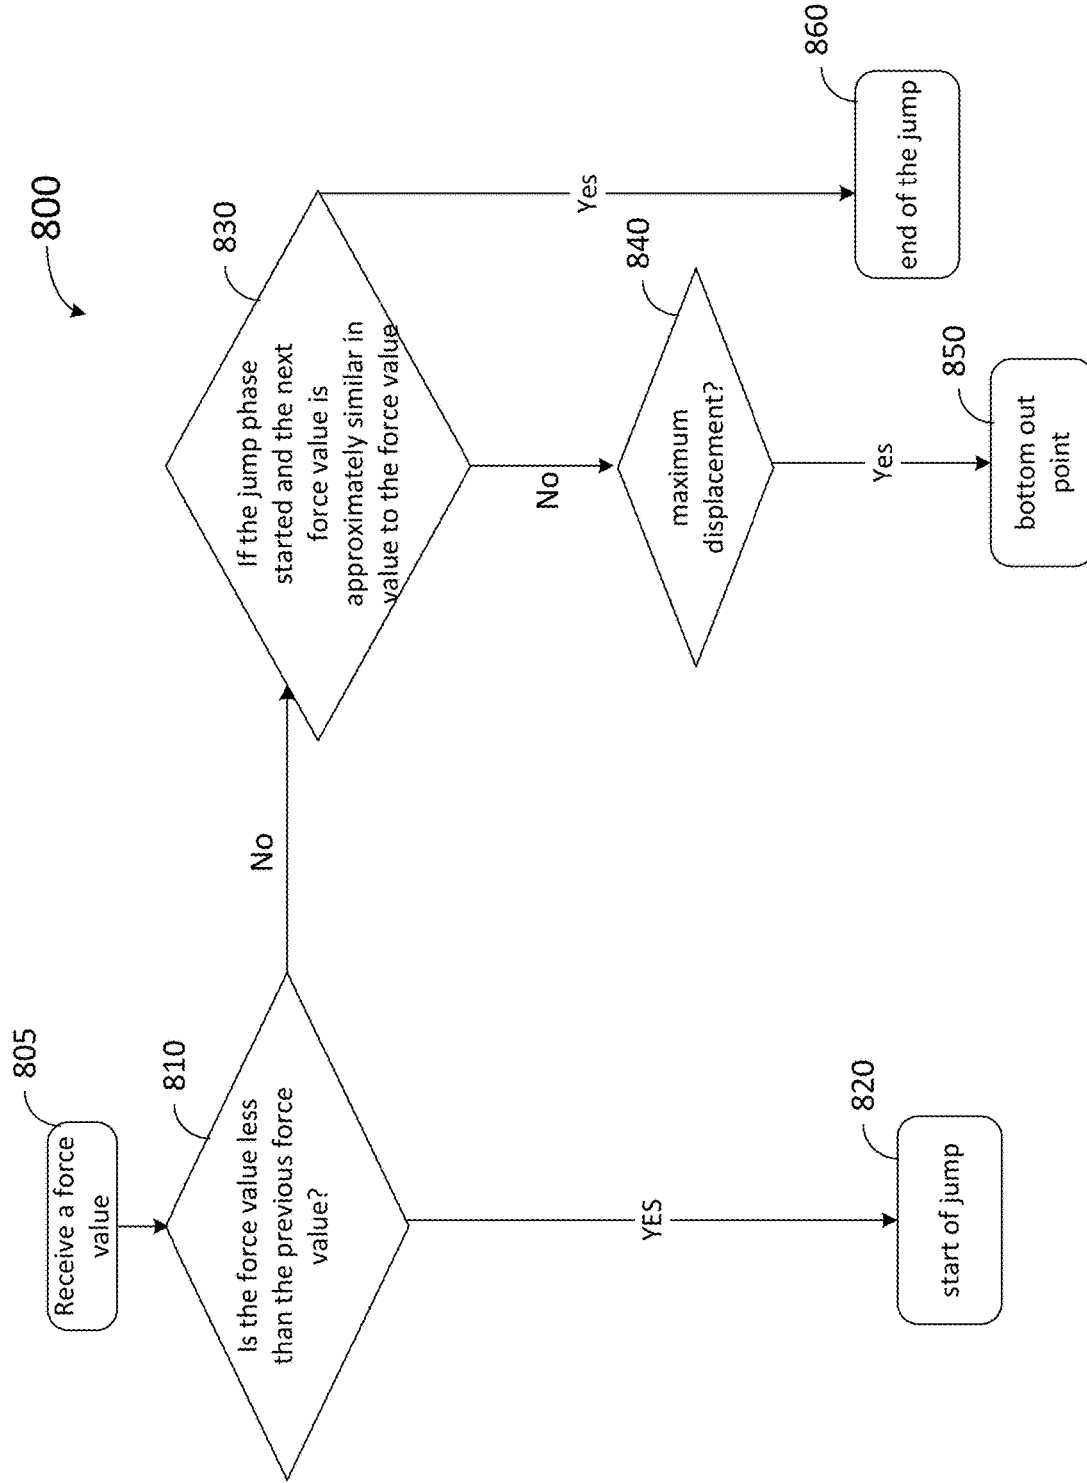 800
805
Receive a force
value
810
Is the force value less
than the previous force
value?
No
830
If the jump phase
started and the next
force value is
approximately similar in
value to the force value
YES
820
start of jump
No
840
maximum
displacement?
Yes
850
bottom out
point
Yes
860
end of the jump